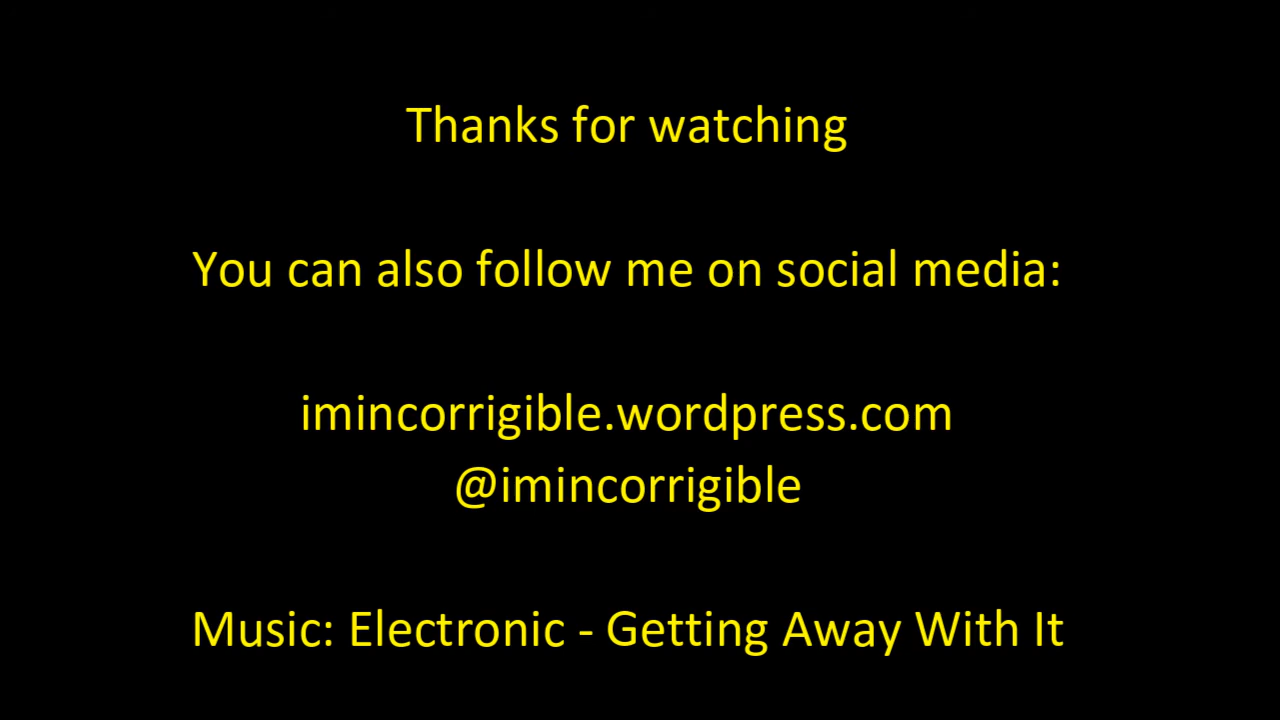 Thanks for watching
You can also follow me on social media:
imincorrigible.wordpress.com
@imincorrigible
Music: Electronic - Getting Away With It